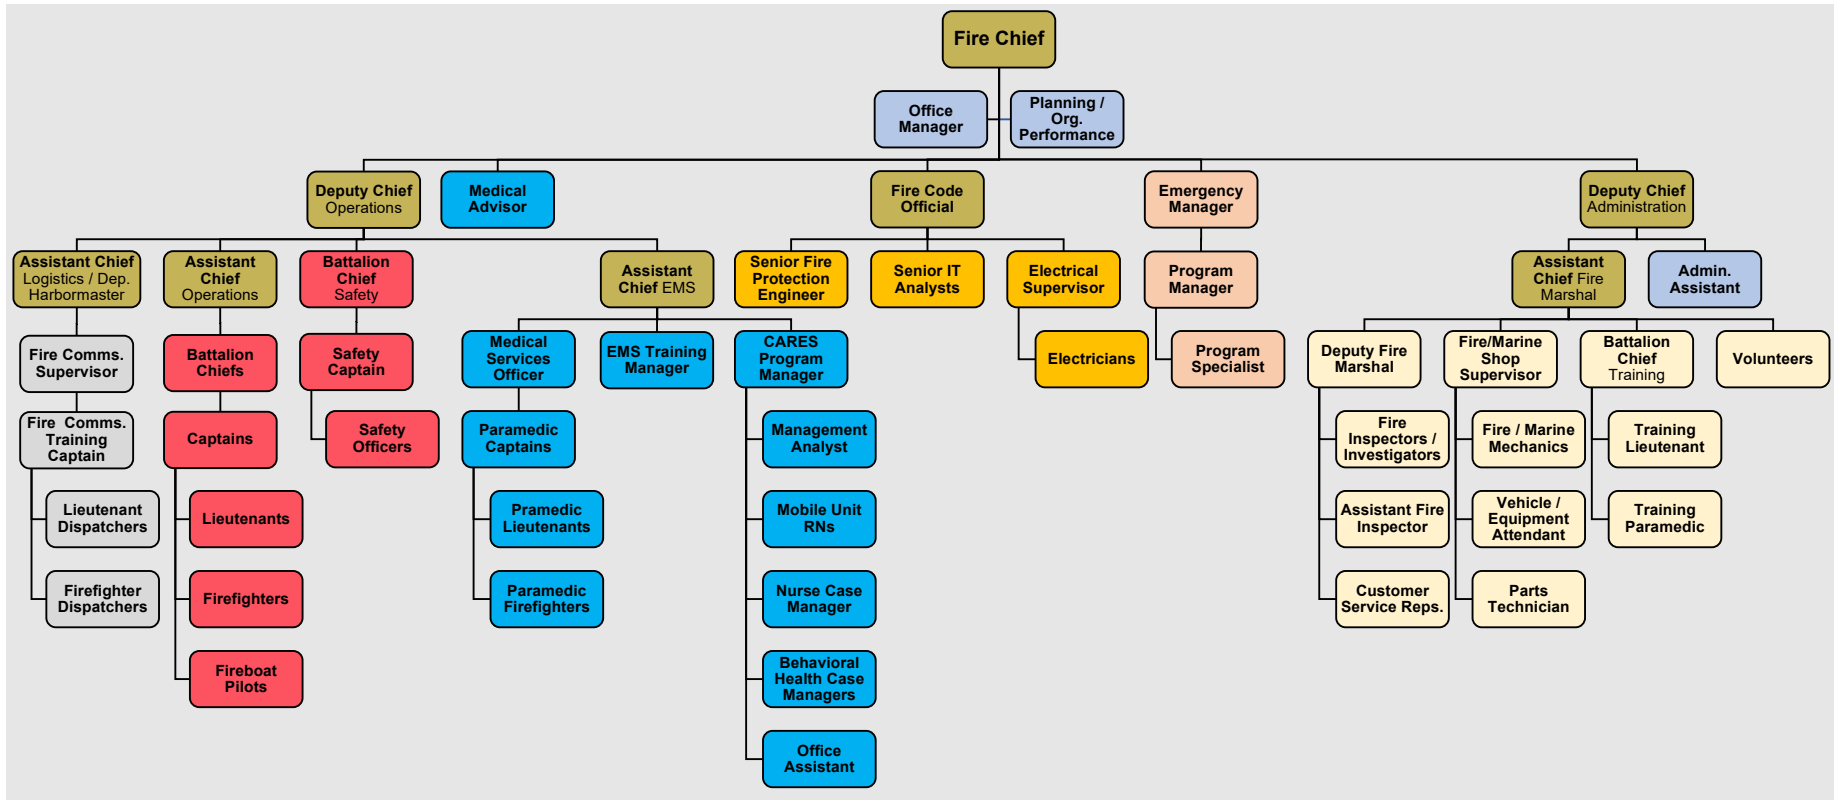 Fire Chief
Office
Manager
Planning /
Org.
Performance
Deputy Chief
Operations
Medical
Advisor
Fire Code
Official
Emergency
Manager
Deputy Chief
Administration
Assistant Chief
Logistics / Dep.
Harbormaster
Assistant
Chief
Operations
Battalion
Chief
Safety
Assistant
Chief EMS
Senior Fire
Protection
Engineer
Senior IT
Analysts
Electrical
Supervisor
Program
Manager
Assistant
Chief Fire
Marshal
Admin.
Assistant
Fire Comms.
Supervisor
Battalion
Chiefs
Safety
Captain
Medical
Services
Officer
EMS Training
Manager
CARES
Program
Manager
Electricians
Program
Specialist
Deputy Fire
Marshal
Fire/Marine
Shop
Supervisor
Battalion
Chief
Training
Volunteers
Fire  Comms.
Training
Captain
Captains
Safety
Officers
Paramedic
Captains
Management
Analyst
Fire
Inspectors /
Investigators
Fire / Marine
Mechanics
Training
Lieutenant
Lieutenant
Dispatchers
Lieutenants
Pramedic
Lieutenants
Mobile Unit
RNs
Assistant Fire
Inspector
Vehicle /
Equipment
Attendant
Training
Paramedic
Firefighter
Dispatchers
Firefighters
Paramedic
Firefighters
Nurse Case
Manager
Customer
Service Reps.
Parts
Technician
Fireboat
Pilots
Behavioral
Health Case
Managers
Office
Assistant